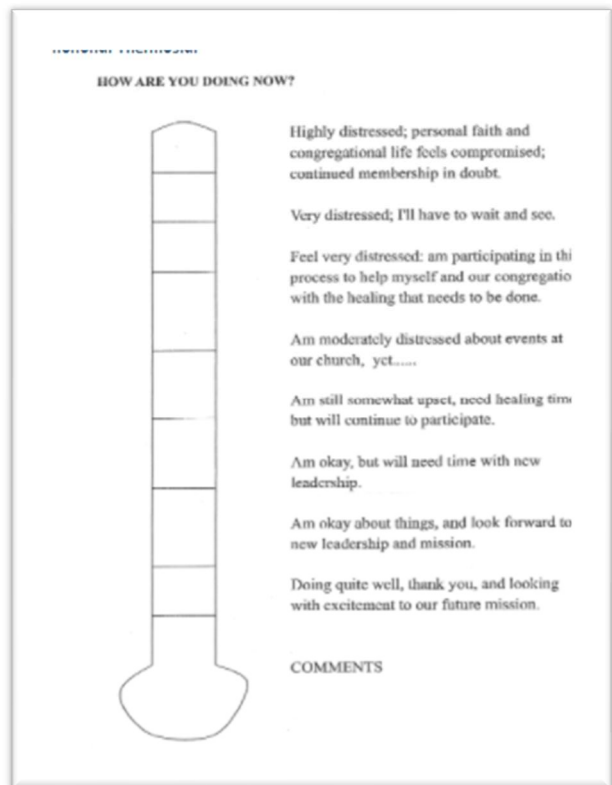 HOW ARE YOU DOING NOW?
Highly distressed; personal faith and
congregational life feels compromised;
continued membership in doubt.
Very distressed; I'll have to wait and see.
Feel very distressed: am participating in thi
process to help myself and our congregatio
with the healing that needs to be done.
Am moderately distressed about events at
our church, yet......
Am still somewhat upset, need healing time
but will continue to participate.
Am okay, but will need time with new
leadership.
Am okay about things, and look forward to
new leadership and mission.
Doing quite well, thank you, and looking
with excitement to our future mission.
COMMENTS